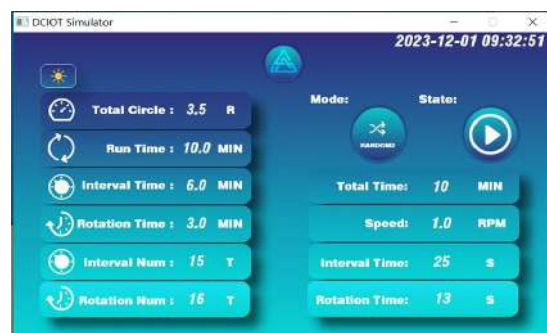 DCIOT Simulator
2023-12-01 09:32:51
Total Circle : 3.5 R
Run Time : 10.0 MIN
Interval Time : 6.0 MIN
Rotation Time : 3.0 MIN
Interval Num : 15 T
Rotation Num : 16 T
Mode: State:
RANDOM2
Total Time: 10 MIN
Speed: 1.0 RPM
Interval Time: 25 S
Rotation Time: 13 S